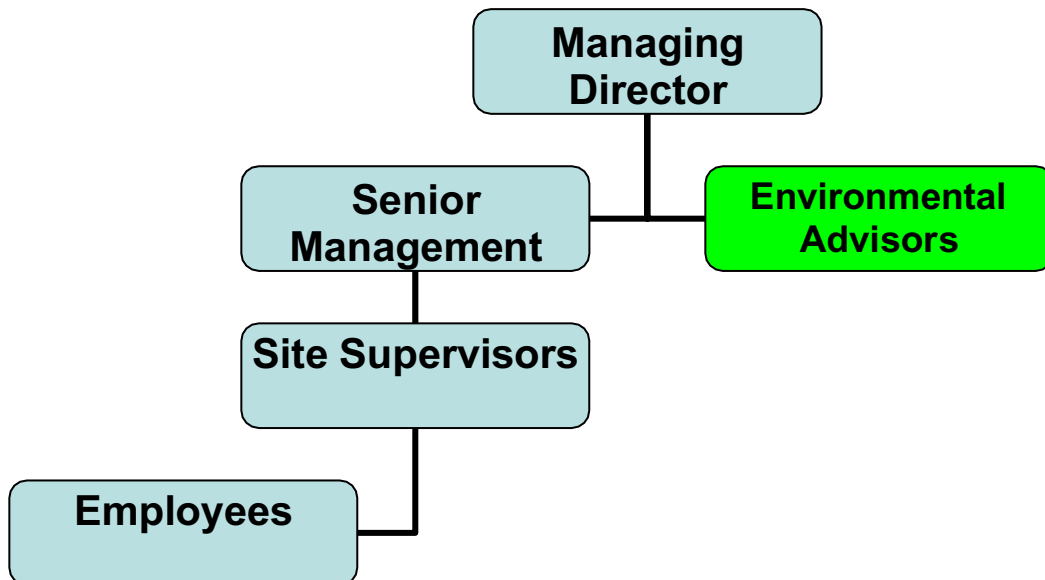 Managing
Director
Senior
Management
Environmental
Advisors
Site Supervisors
Employees